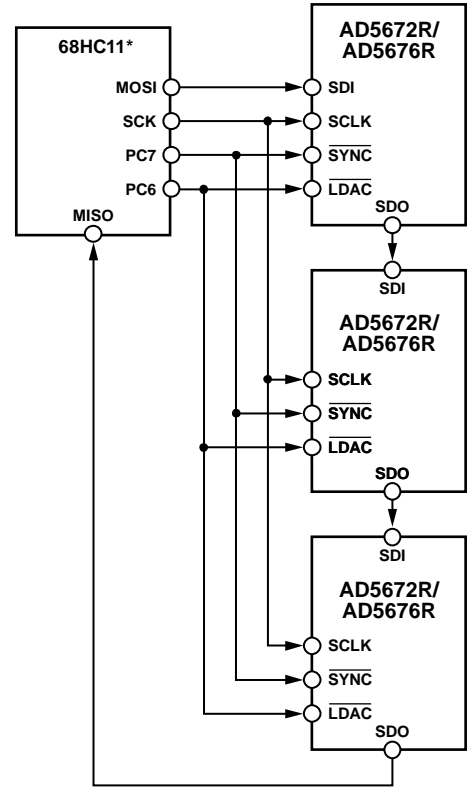 68HC11*
MOSI
SCK
PC7
PC6
MISO
AD5672R/
AD5676R
SDI
SCLK
SYNC
LDAC
SDO
SDI
AD5672R/
AD5676R
SCLK
SYNC
LDAC
SDO
SDI
AD5672R/
AD5676R
SCLK
SYNC
LDAC
SDO